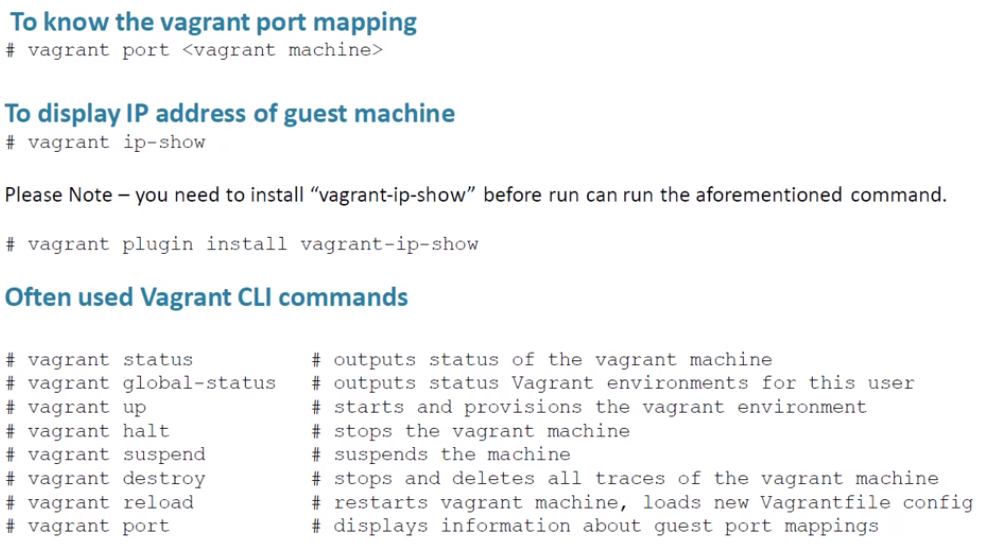 To know the vagrant port mapping
# vagrant port <vagrant machine>
To display IP address of guest machine
# vagrant ip-show
Please Note – you need to install “vagrant-ip-show” before run can run the aforementioned command.
# vagrant plugin install vagrant-ip-show
Often used Vagrant CLI commands
# vagrant status # outputs status of the vagrant machine
# vagrant global-status # outputs status Vagrant environments for this user
# vagrant up # starts and provisions the vagrant environment
# vagrant halt # stops the vagrant machine
# vagrant suspend # suspends the machine
# vagrant destroy # stops and deletes all traces of the vagrant machine
# vagrant reload # restarts vagrant machine, loads new Vagrantfile config
# vagrant port # displays information about guest port mappings